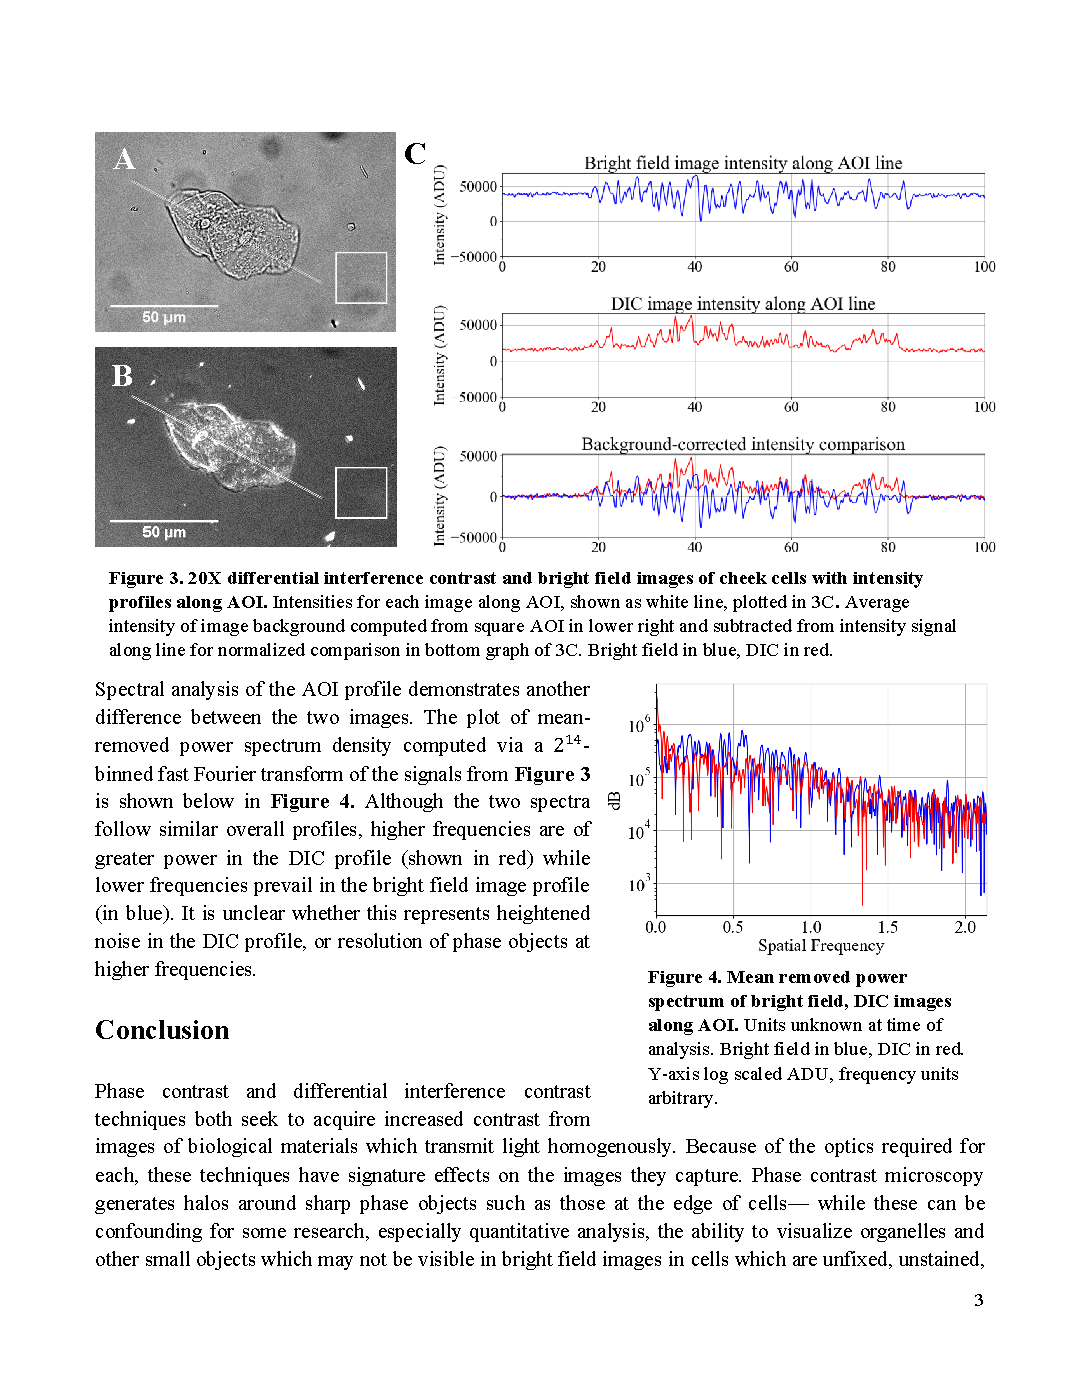 A
50 µm
B
50 µm
C
Bright field image intensity along AOI line
Intensity (ADU)
50000
0
−50000
0 20 40 60 80 100
DIC image intensity along AOI line
Intensity (ADU)
50000
0
50000
0 20 40 60 80 100
Background-corrected intensity comparison
Intensity (ADU)
50000
0
−50000
0 20 40 60 80 100
Figure 3. 20X differential interference contrast and bright field images of cheek cells with intensity
profiles along AOI. Intensities for each image along AOI, shown as white line, plotted in 3C. Average
intensity of image background computed from square AOI in lower right and subtracted from intensity signal
along line for normalized comparison in bottom graph of 3C. Bright field in blue, DIC in red.
Spectral analysis of the AOI profile demonstrates another
difference between the two images. The plot of mean-
removed power spectrum density computed via a 2¹⁴-
binned fast Fourier transform of the signals from Figure 3
is shown below in Figure 4. Although the two spectra
follow similar overall profiles, higher frequencies are of
greater power in the DIC profile (shown in red) while
lower frequencies prevail in the bright field image profile
(in blue). It is unclear whether this represents heightened
noise in the DIC profile, or resolution of phase objects at
higher frequencies.
dB
10⁶
10⁵
10⁴
10³
0.0 0.5 1.0 1.5 2.0
Spatial Frequency
Figure 4. Mean removed power
spectrum of bright field, DIC images
along AOI. Units unknown at time of
analysis. Bright field in blue, DIC in red.
Y-axis log scaled ADU, frequency units
arbitrary.
Conclusion
Phase contrast and differential interference contrast
techniques both seek to acquire increased contrast from
images of biological materials which transmit light homogenously. Because of the optics required for
each, these techniques have signature effects on the images they capture. Phase contrast microscopy
generates halos around sharp phase objects such as those at the edge of cells— while these can be
confounding for some research, especially quantitative analysis, the ability to visualize organelles and
other small objects which may not be visible in bright field images in cells which are unfixed, unstained,
3